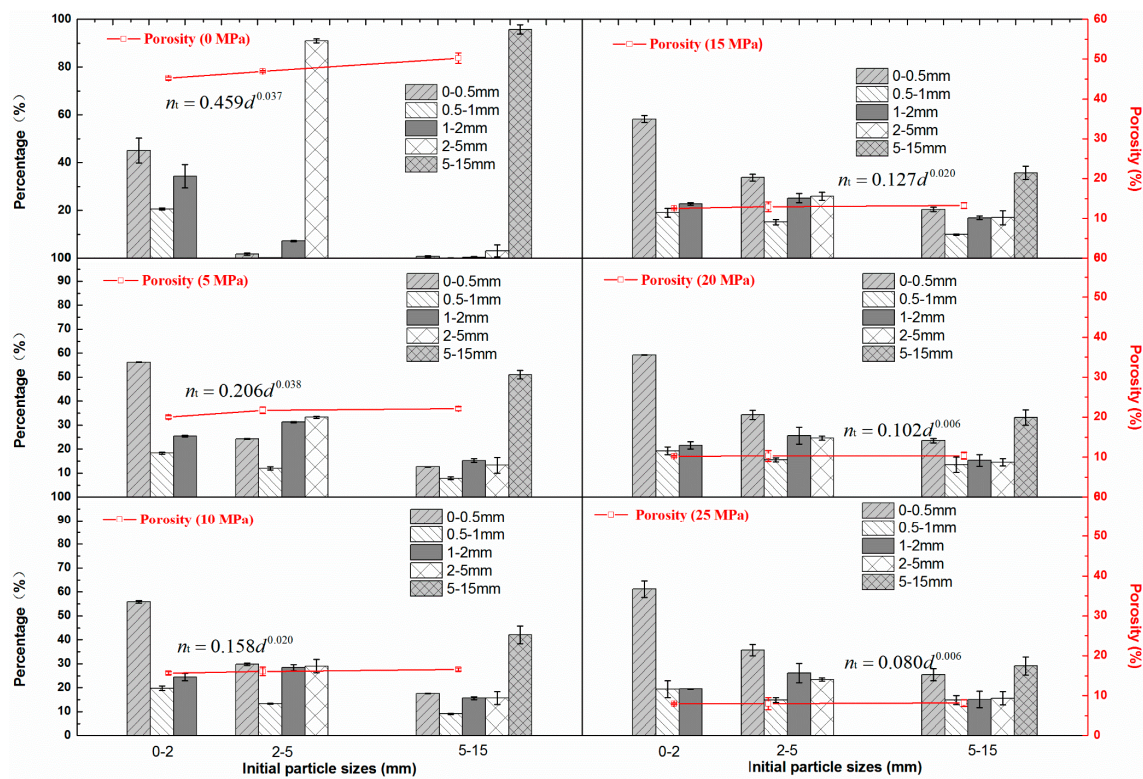 Percentage (%)
100
80
60
40
20
Porosity (0 MPa)
nt = 0.459d^0.037
0-0.5mm
0.5-1mm
1-2mm
2-5mm
5-15mm
Porosity (15 MPa)
nt = 0.127d^0.020
0-0.5mm
0.5-1mm
1-2mm
2-5mm
5-15mm
60
50
40
30
20
10
Porosity (%)
Percentage (%)
100
90
80
70
60
50
40
30
20
10
Porosity (5 MPa)
nt = 0.206d^0.038
0-0.5mm
0.5-1mm
1-2mm
2-5mm
5-15mm
Porosity (20 MPa)
nt = 0.102d^0.006
0-0.5mm
0.5-1mm
1-2mm
2-5mm
5-15mm
50
40
30
20
10
Porosity (%)
Percentage (%)
100
90
80
70
60
50
40
30
20
10
0
Porosity (10 MPa)
nt = 0.158d^0.020
0-0.5mm
0.5-1mm
1-2mm
2-5mm
5-15mm
Porosity (25 MPa)
nt = 0.080d^0.006
0-0.5mm
0.5-1mm
1-2mm
2-5mm
5-15mm
50
40
30
20
10
0
Porosity (%)
0-2
2-5
5-15
0-2
2-5
5-15
Initial particle sizes (mm)
Initial particle sizes (mm)